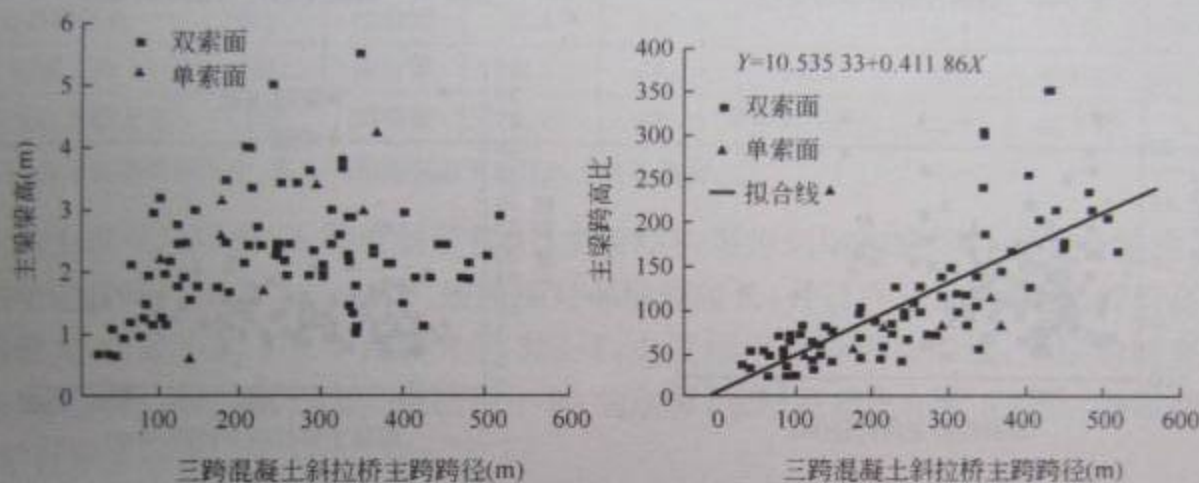 主梁梁高(m)
6
5
4
3
2
1
0
双索面
单索面
100 200 300 400 500 600
三跨混凝土斜拉桥主跨跨径(m)
主梁跨高比
400
350
300
250
200
150
100
50
0
Y=10.535 33+0.411 86X
双索面
单索面
拟合线
0 100 200 300 400 500 600
三跨混凝土斜拉桥主跨跨径(m)